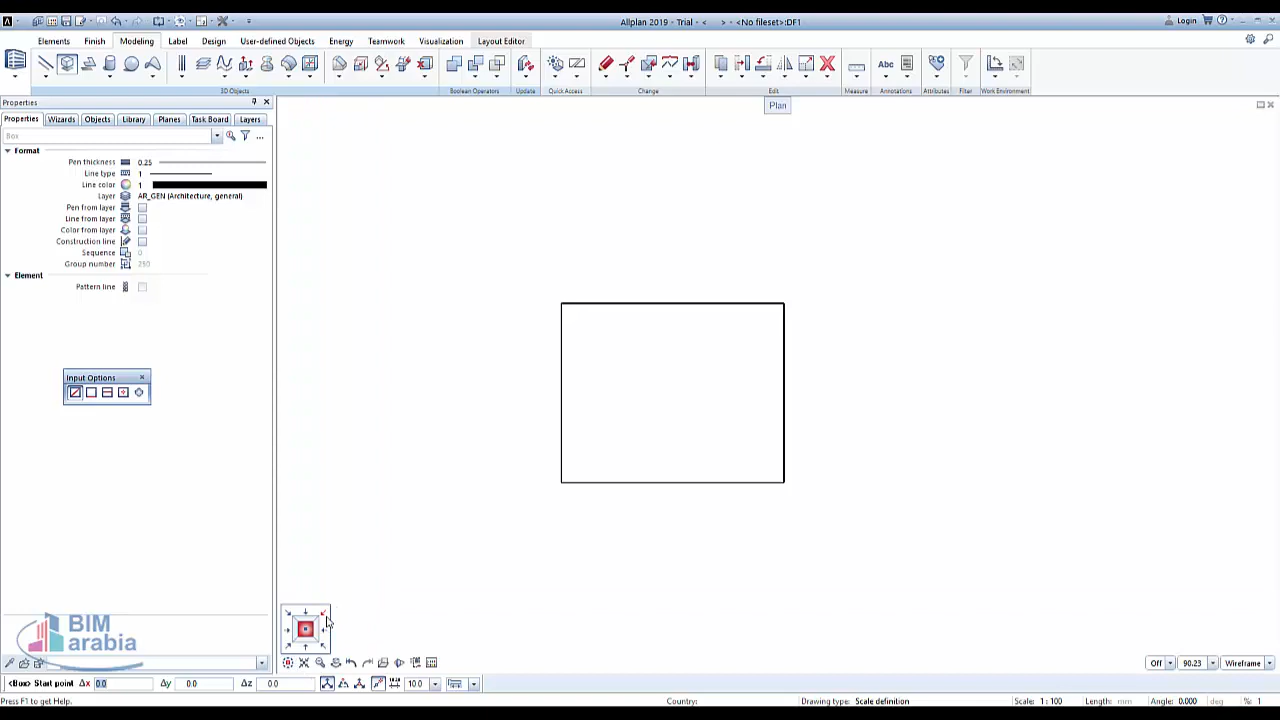 Allplan 2019 - Trial - < > - <No fileset>:DF1
Login
Elements Finish Modeling Label Design User-defined Objects Energy Teamwork Visualization Layout Editor
Abc
3D Objects Boolean Operators Update Quick Access Change Edit Measure Annotations Attributes Filter Work Environment
Properties
Plan
Properties Wizards Objects Library Planes Task Board Layers
Box
Format
Pen thickness 0.25
Line type 1
Line color 1
Layer AR_GEN (Architecture, general)
Pen from layer
Line from layer
Color from layer
Construction line
Sequence 0
Group number 230
Element
Pattern line
Input Options
BIM
arabia
Off 90.23 Wireframe
<Box> Start point Δx 0.0 Δy 0.0 Δz 0.0 10.0
Press F1 to get Help. Country: Drawing type: Scale definition Scale: 1 : 100 Length: mm Angle: 0.000 deg %: 1